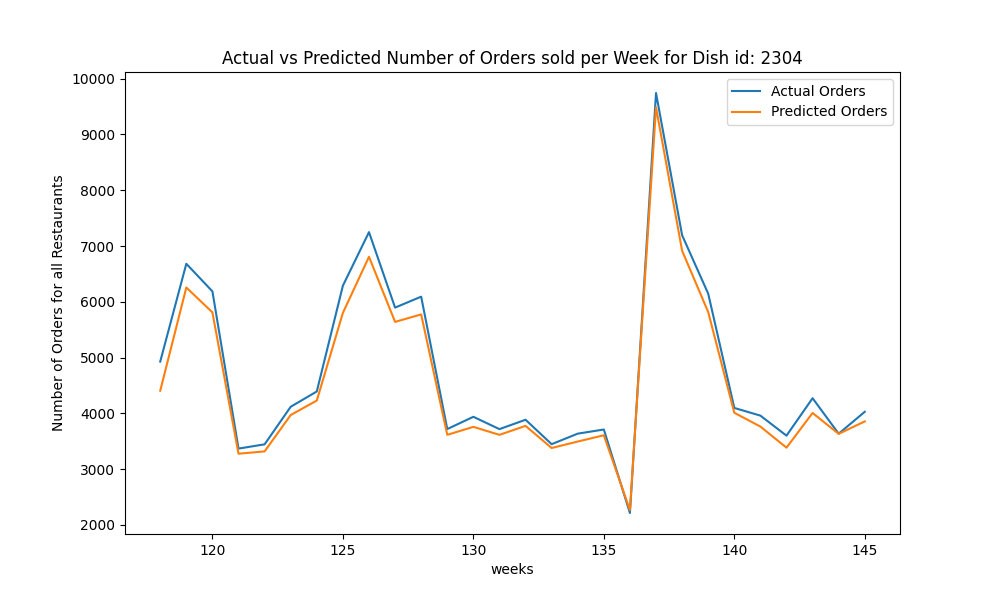 Actual vs Predicted Number of Orders sold per Week for Dish id: 2304
Actual Orders
Predicted Orders
Number of Orders for all Restaurants
10000
9000
8000
7000
6000
5000
4000
3000
2000
120 125 130 135 140 145
weeks